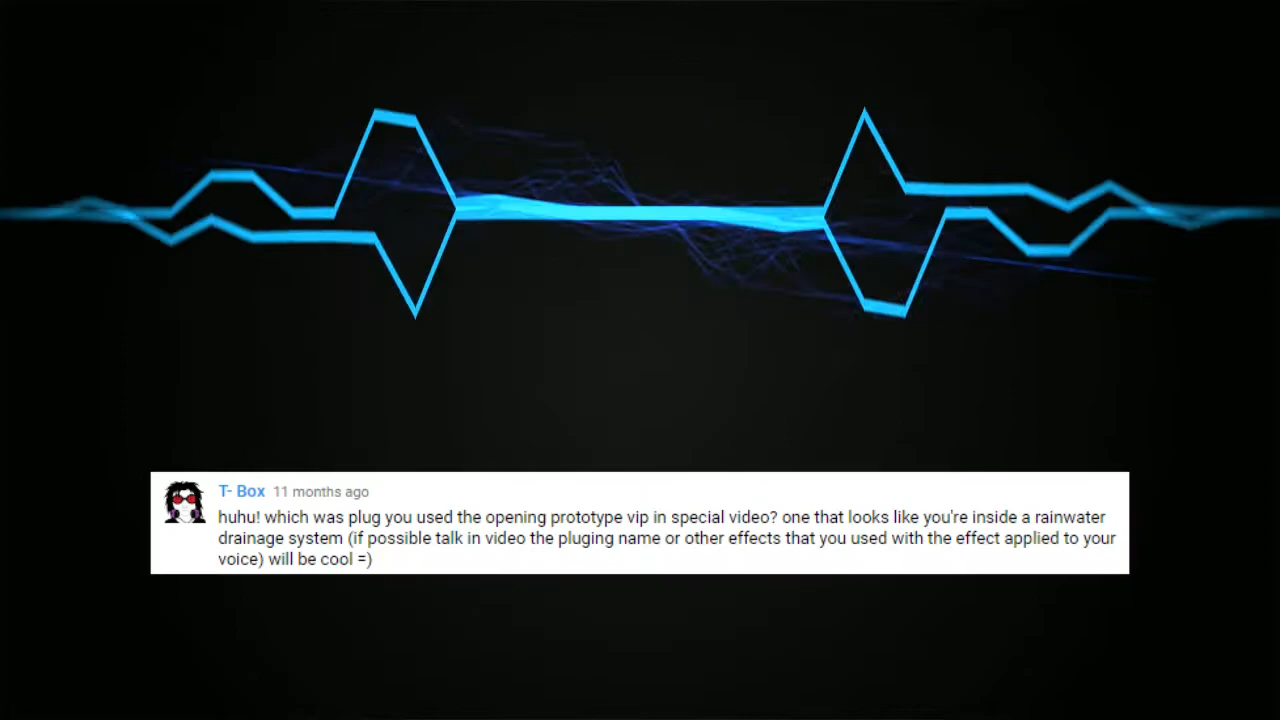 T- Box 11 months ago
huhu! which was plug you used the opening prototype vip in special video? one that looks like you're inside a rainwater
drainage system (if possible talk in video the pluging name or other effects that you used with the effect applied to your
voice) will be cool =)